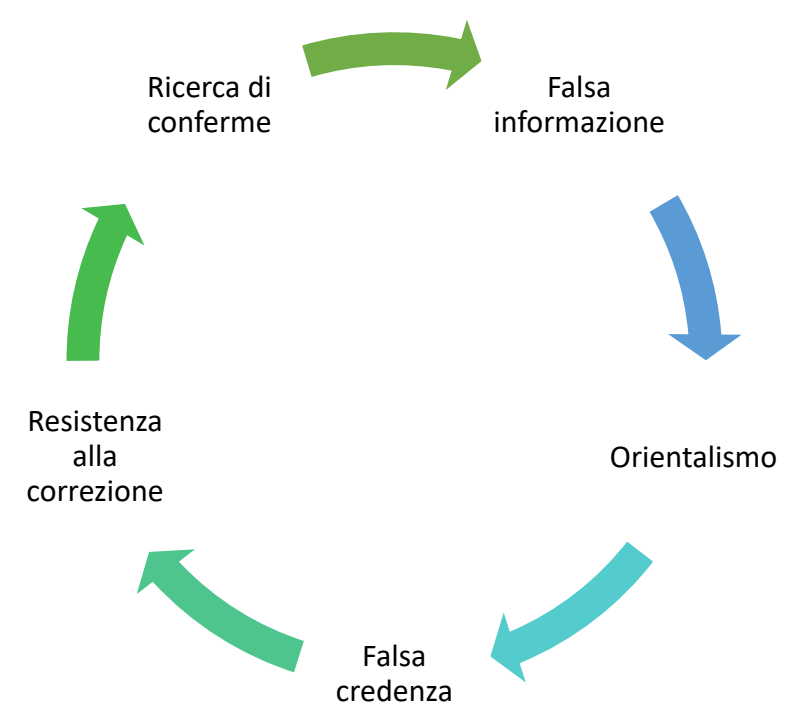 Ricerca di
conferme
Falsa
informazione
Orientalismo
Falsa
credenza
Resistenza
alla
correzione